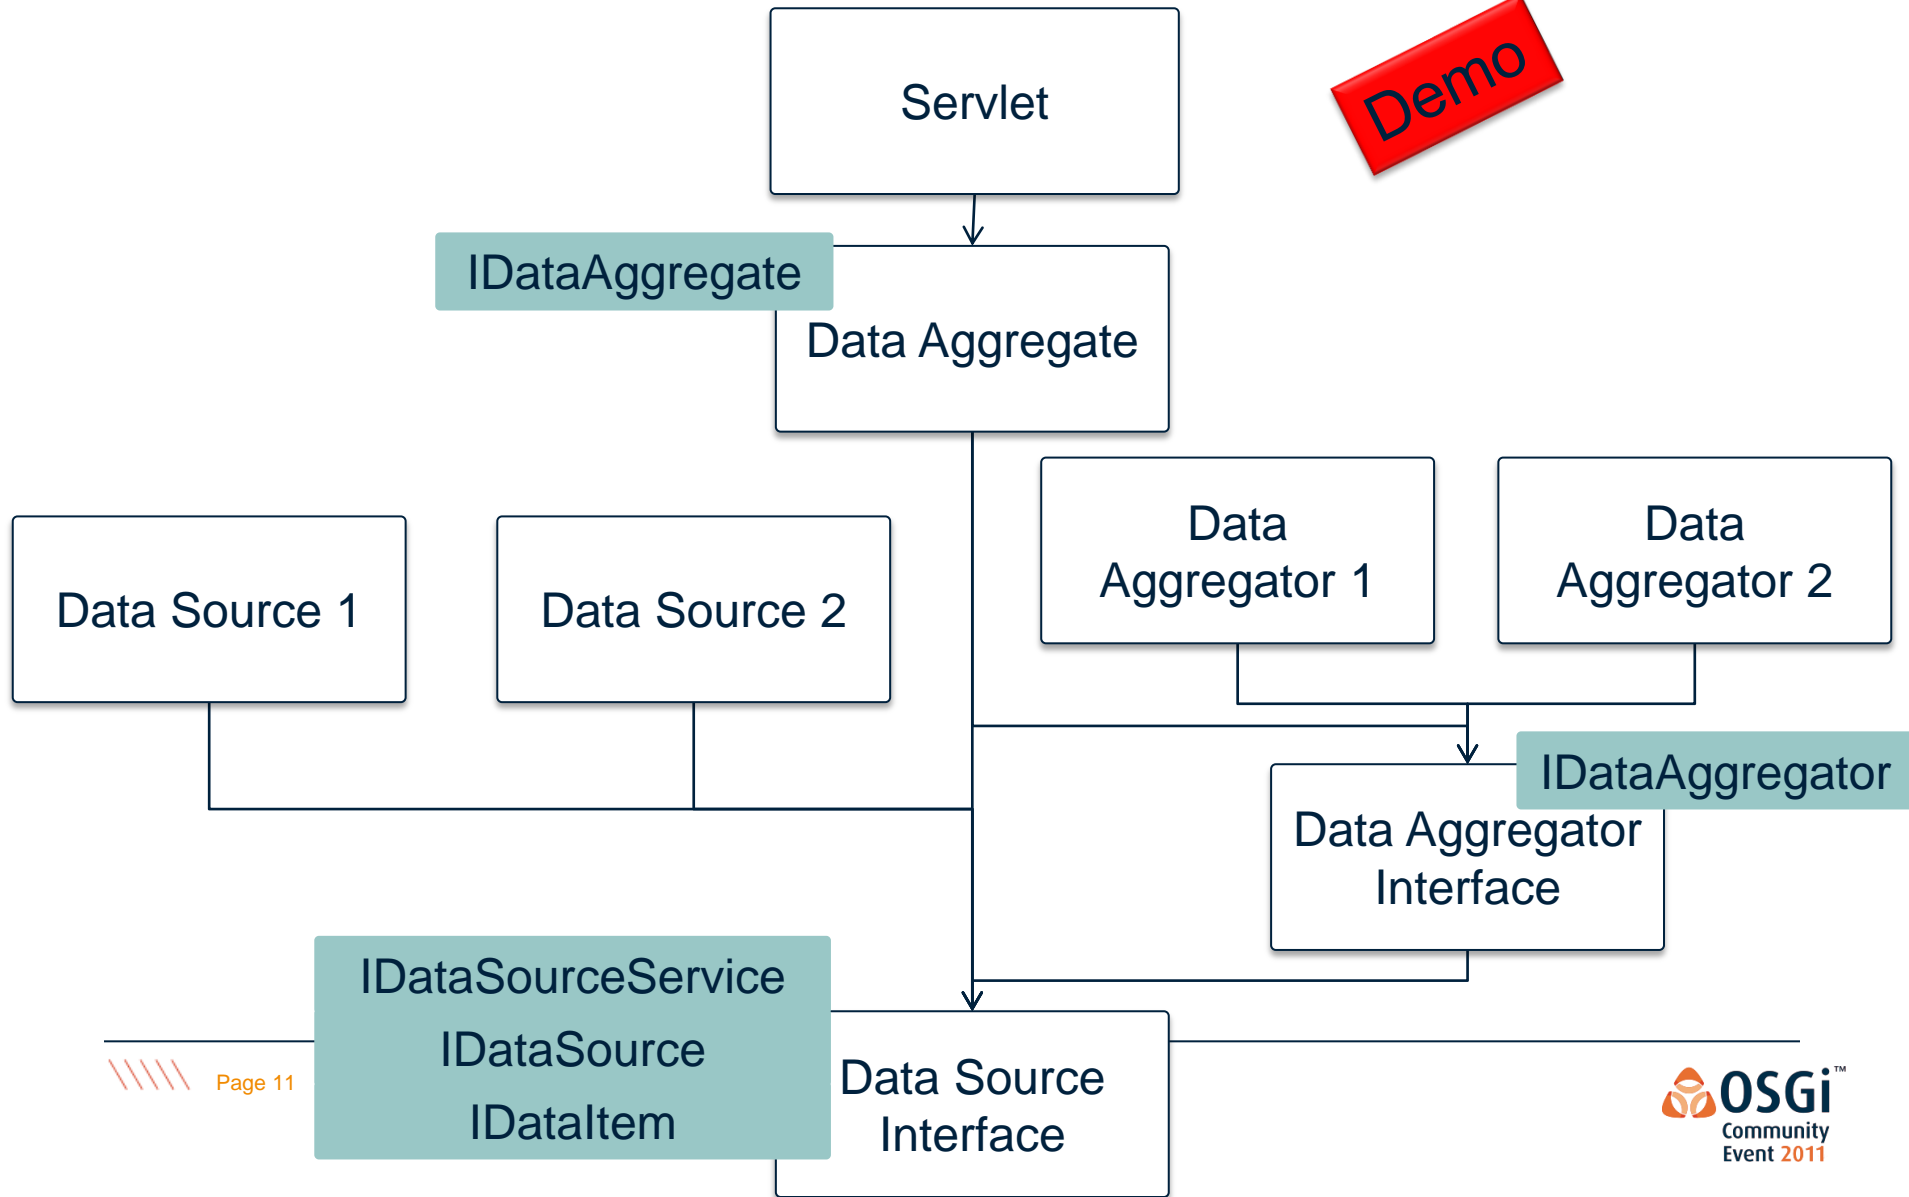 Servlet
Demo
IDataAggregate
Data Aggregate
Data Source 1
Data Source 2
Data
Aggregator 1
Data
Aggregator 2
IDataAggregator
Data Aggregator
Interface
IDataSourceService
IDataSource
IDataItem
Data Source
Interface
Page 11
OSGi™
Community
Event 2011